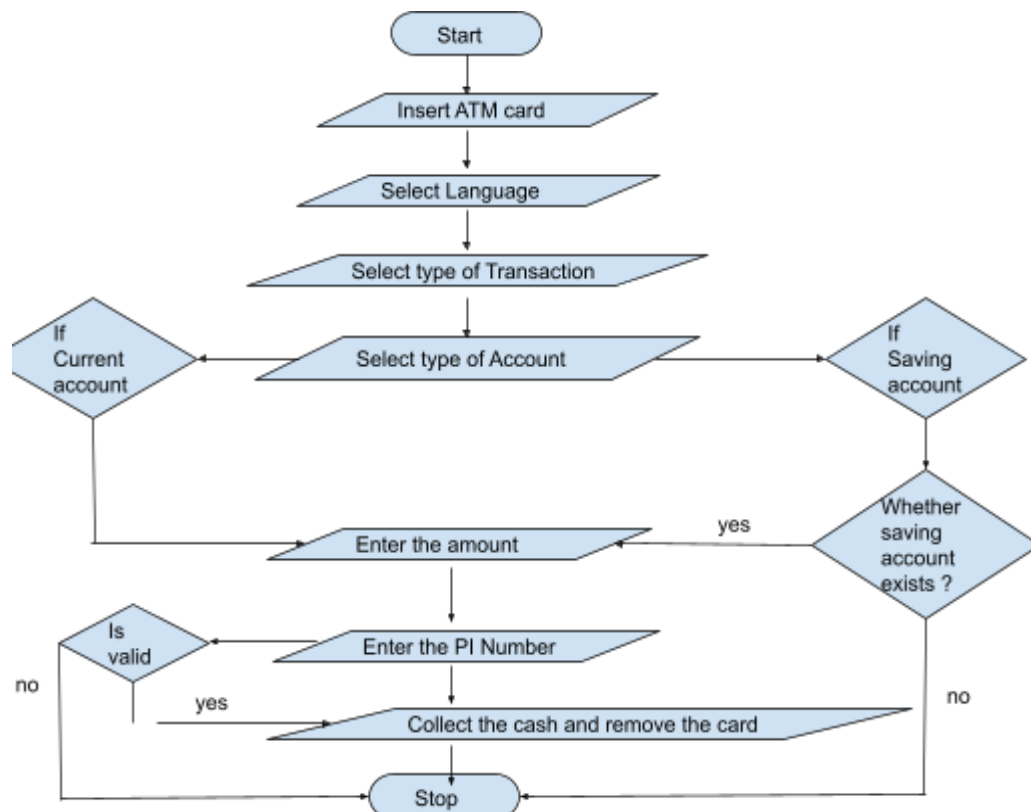 Start
Insert ATM card
Select Language
Select type of Transaction
If
Current
account
Select type of Account
If
Saving
account
Enter the amount
yes
Whether
saving
account
exists ?
Is
valid
Enter the PI Number
no
yes
Collect the cash and remove the card
no
Stop